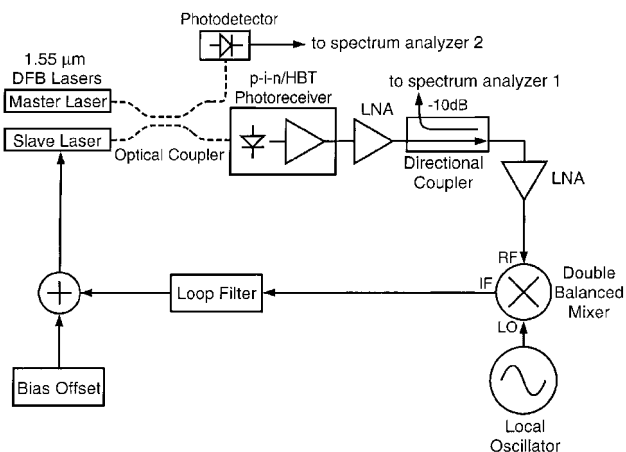 Photodetector
to spectrum analyzer 2
1.55 μm
DFB Lasers
Master Laser
Slave Laser
Optical Coupler
p-i-n/HBT
Photoreceiver
LNA
to spectrum analyzer 1
-10dB
Directional
Coupler
LNA
RF
IF
LO
Double
Balanced
Mixer
Loop Filter
Bias Offset
Local
Oscillator